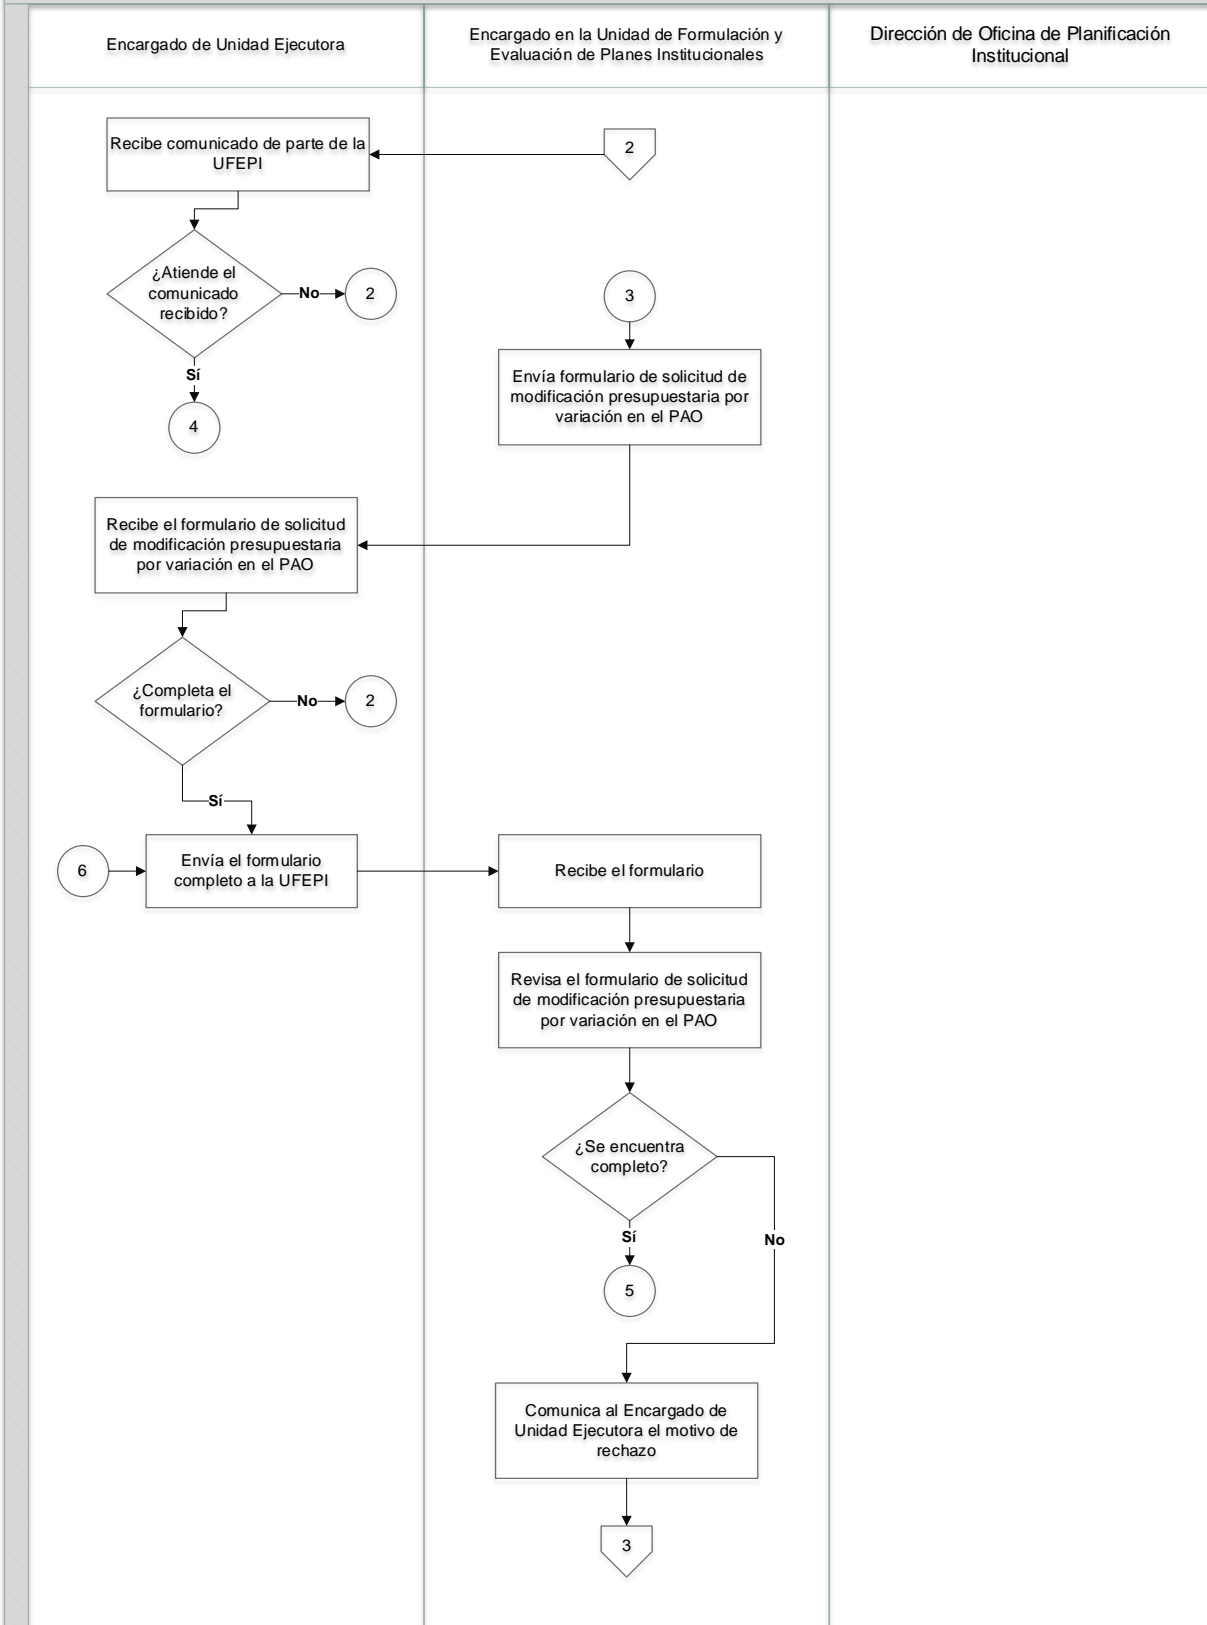 Encargado de Unidad Ejecutora
Encargado en la Unidad de Formulación y
Evaluación de Planes Institucionales
Dirección de Oficina de Planificación
Institucional
Recibe comunicado de parte de la
UFEPI
2
¿Atiende el
comunicado
recibido?
No
2
Sí
4
3
Envía formulario de solicitud de
modificación presupuestaria por
variación en el PAO
Recibe el formulario de solicitud
de modificación presupuestaria
por variación en el PAO
¿Completa el
formulario?
No
2
Sí
6
Envía el formulario
completo a la UFEPI
Recibe el formulario
Revisa el formulario de solicitud
de modificación presupuestaria
por variación en el PAO
¿Se encuentra
completo?
Sí
No
5
Comunica al Encargado de
Unidad Ejecutora el motivo de
rechazo
3